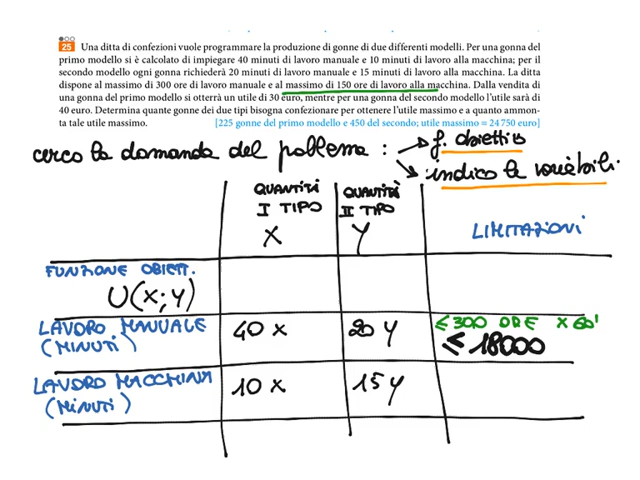 25 Una ditta di confezioni vuole programmare la produzione di gonne di due differenti modelli. Per una gonna del
primo modello si è calcolato di impiegare 40 minuti di lavoro manuale e 10 minuti di lavoro alla macchina; per il
secondo modello ogni gonna richiederà 20 minuti di lavoro manuale e 15 minuti di lavoro alla macchina. La ditta
dispone al massimo di 300 ore di lavoro manuale e al massimo di 150 ore di lavoro alla macchina. Dalla vendita di
una gonna del primo modello si otterrà un utile di 30 euro, mentre per una gonna del secondo modello l'utile sarà di
40 euro. Determina quante gonne dei due tipi bisogna confezionare per ottenere l'utile massimo e a quanto ammon-
ta tale utile massimo. [225 gonne del primo modello e 450 del secondo; utile massimo = 24 750 euro]
cerco la domanda del poblema : → f. obiettivo
→ indico le variabili.
QUANTITÀ I TIPO X
QUANTITÀ II TIPO Y
LIMITAZIONI
FUNZIONE OBIETT.
U(x;y)
LAVORO MANUALE (MINUTI)
40 x
20 y
≤ 300 ORE x 60'
≤ 18000
LAVORO MACCHINA (MINUTI)
10 x
15 y